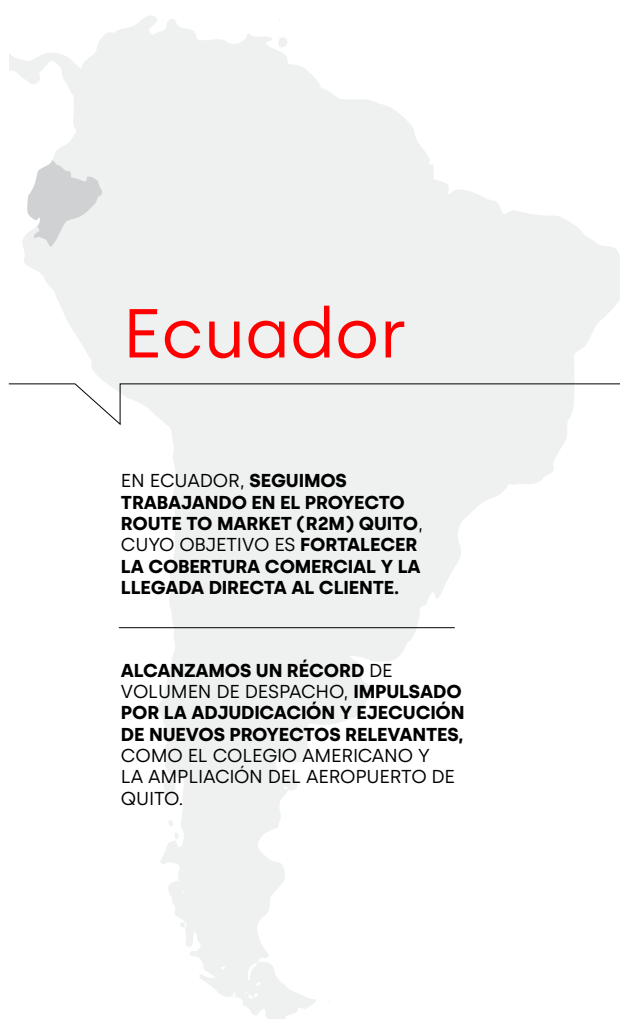 Ecuador
EN ECUADOR, SEGUIMOS
TRABAJANDO EN EL PROYECTO
ROUTE TO MARKET (R2M) QUITO,
CUYO OBJETIVO ES FORTALECER
LA COBERTURA COMERCIAL Y LA
LLEGADA DIRECTA AL CLIENTE.
ALCANZAMOS UN RÉCORD DE
VOLUMEN DE DESPACHO, IMPULSADO
POR LA ADJUDICACIÓN Y EJECUCIÓN
DE NUEVOS PROYECTOS RELEVANTES,
COMO EL COLEGIO AMERICANO Y
LA AMPLIACIÓN DEL AEROPUERTO DE
QUITO.